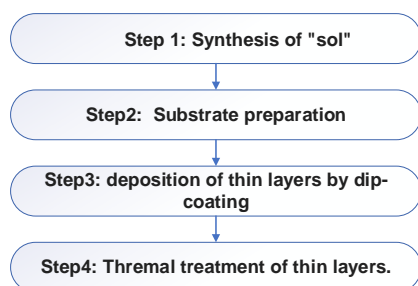 Step 1: Synthesis of "sol"
Step2: Substrate preparation
Step3: deposition of thin layers by dip-
coating
Step4: Thremal treatment of thin layers.